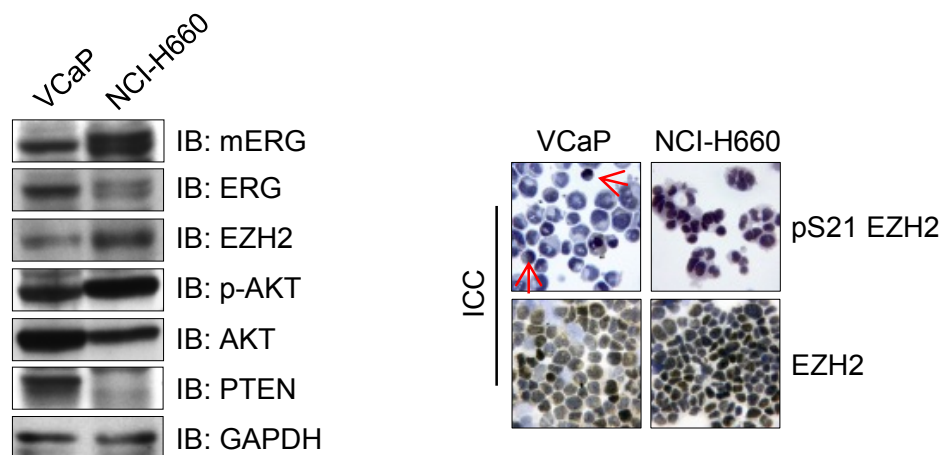 VCaP
NCI-H660
IB: mERG
IB: ERG
IB: EZH2
IB: p-AKT
IB: AKT
IB: PTEN
IB: GAPDH
VCaP NCI-H660
ICC
pS21 EZH2
EZH2